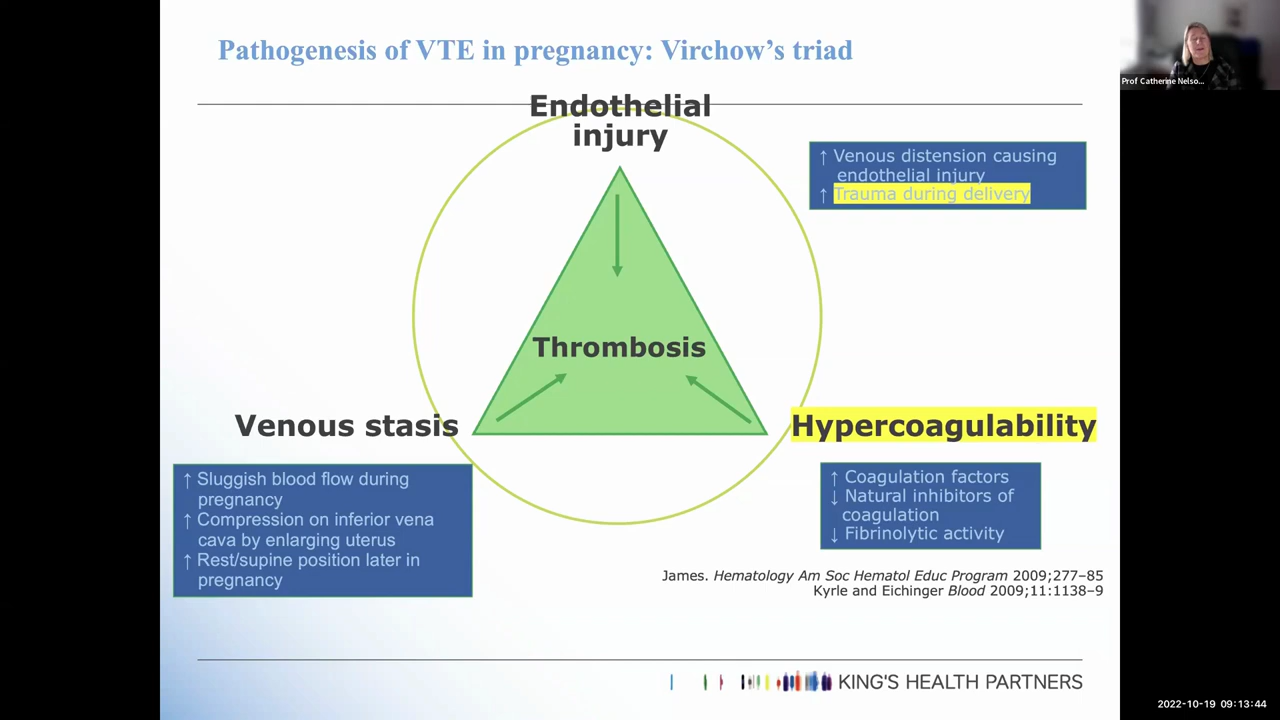 Pathogenesis of VTE in pregnancy: Virchow's triad
Prof Catherine Nelso...
Endothelial
injury
↑ Venous distension causing
endothelial injury
↑ Trauma during delivery
Thrombosis
Venous stasis
Hypercoagulability
↑ Sluggish blood flow during
pregnancy
↑ Compression on inferior vena
cava by enlarging uterus
↑ Rest/supine position later in
pregnancy
↑ Coagulation factors
↓ Natural inhibitors of
coagulation
↓ Fibrinolytic activity
James. Hematology Am Soc Hematol Educ Program 2009;277–85
Kyrle and Eichinger Blood 2009;11:1138–9
KING'S HEALTH PARTNERS
2022-10-19 09:13:44